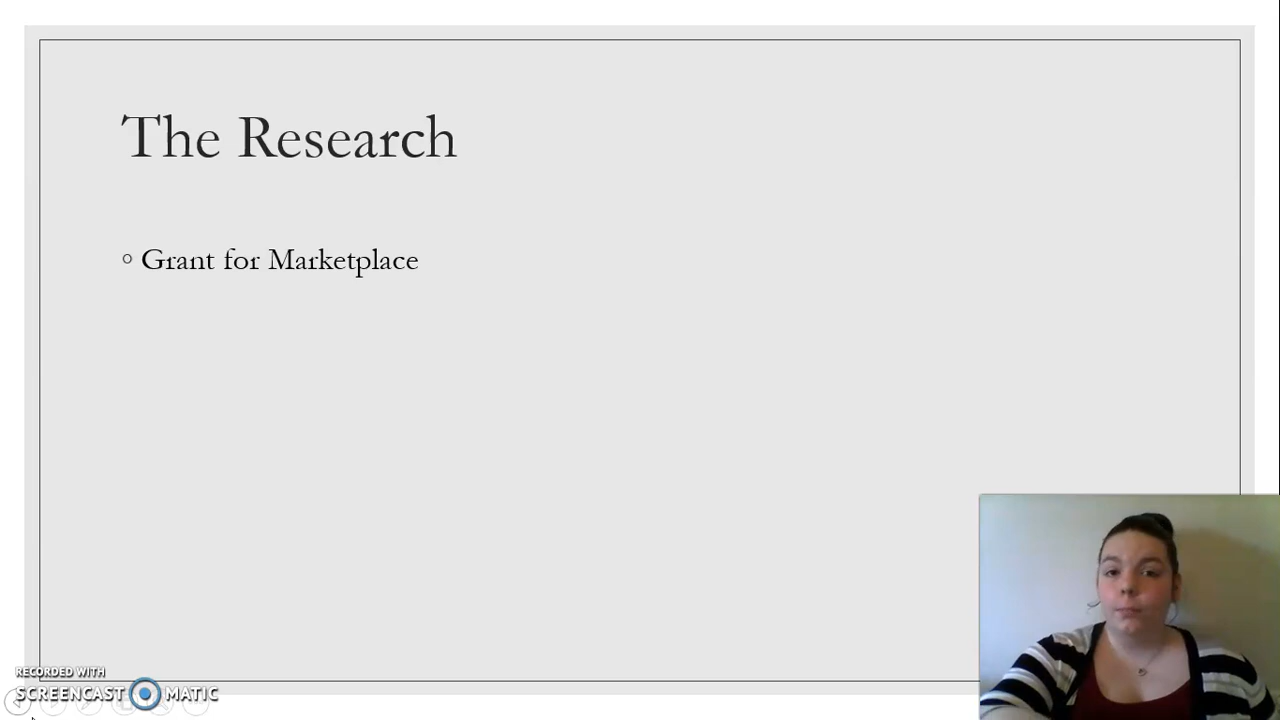 The Research
Grant for Marketplace
RECORDED WITH
SCREENCAST MATIC